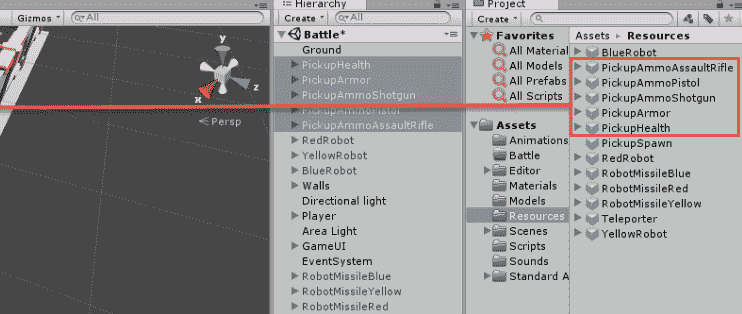 Gizmos
All
y
z
x
Persp
Hierarchy
Create
All
Battle*
Ground
PickupHealth
PickupArmor
PickupAmmoShotgun
PickupAmmoPistol
PickupAmmoAssaultRifle
RedRobot
YellowRobot
BlueRobot
Walls
Directional light
Player
Area Light
GameUI
EventSystem
RobotMissileBlue
RobotMissileYellow
RobotMissileRed
Project
Create
Favorites
All Material
All Models
All Prefabs
All Scripts
Assets
Animations
Battle
Editor
Materials
Models
Resources
Scenes
Scripts
Sounds
Standard A
Assets Resources
BlueRobot
PickupAmmoAssaultRifle
PickupAmmoPistol
PickupAmmoShotgun
PickupArmor
PickupHealth
PickupSpawn
RedRobot
RobotMissileBlue
RobotMissileRed
RobotMissileYellow
Teleporter
YellowRobot